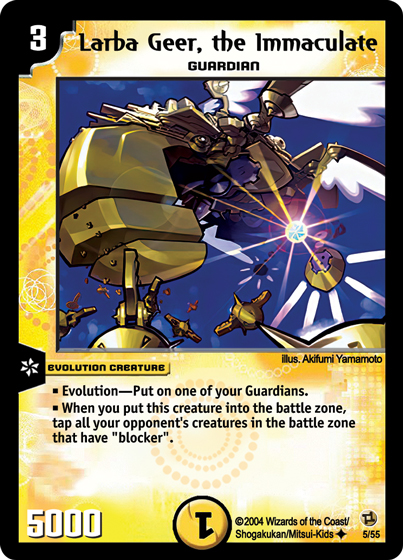 3
Larba Geer, the Immaculate
GUARDIAN
illus. Akifumi Yamamoto
EVOLUTION CREATURE
▪ Evolution—Put on one of your Guardians.
▪ When you put this creature into the battle zone,
tap all your opponent's creatures in the battle zone
that have "blocker".
5000
1
©2004 Wizards of the Coast/
Shogakukan/Mitsui-Kids
5/55